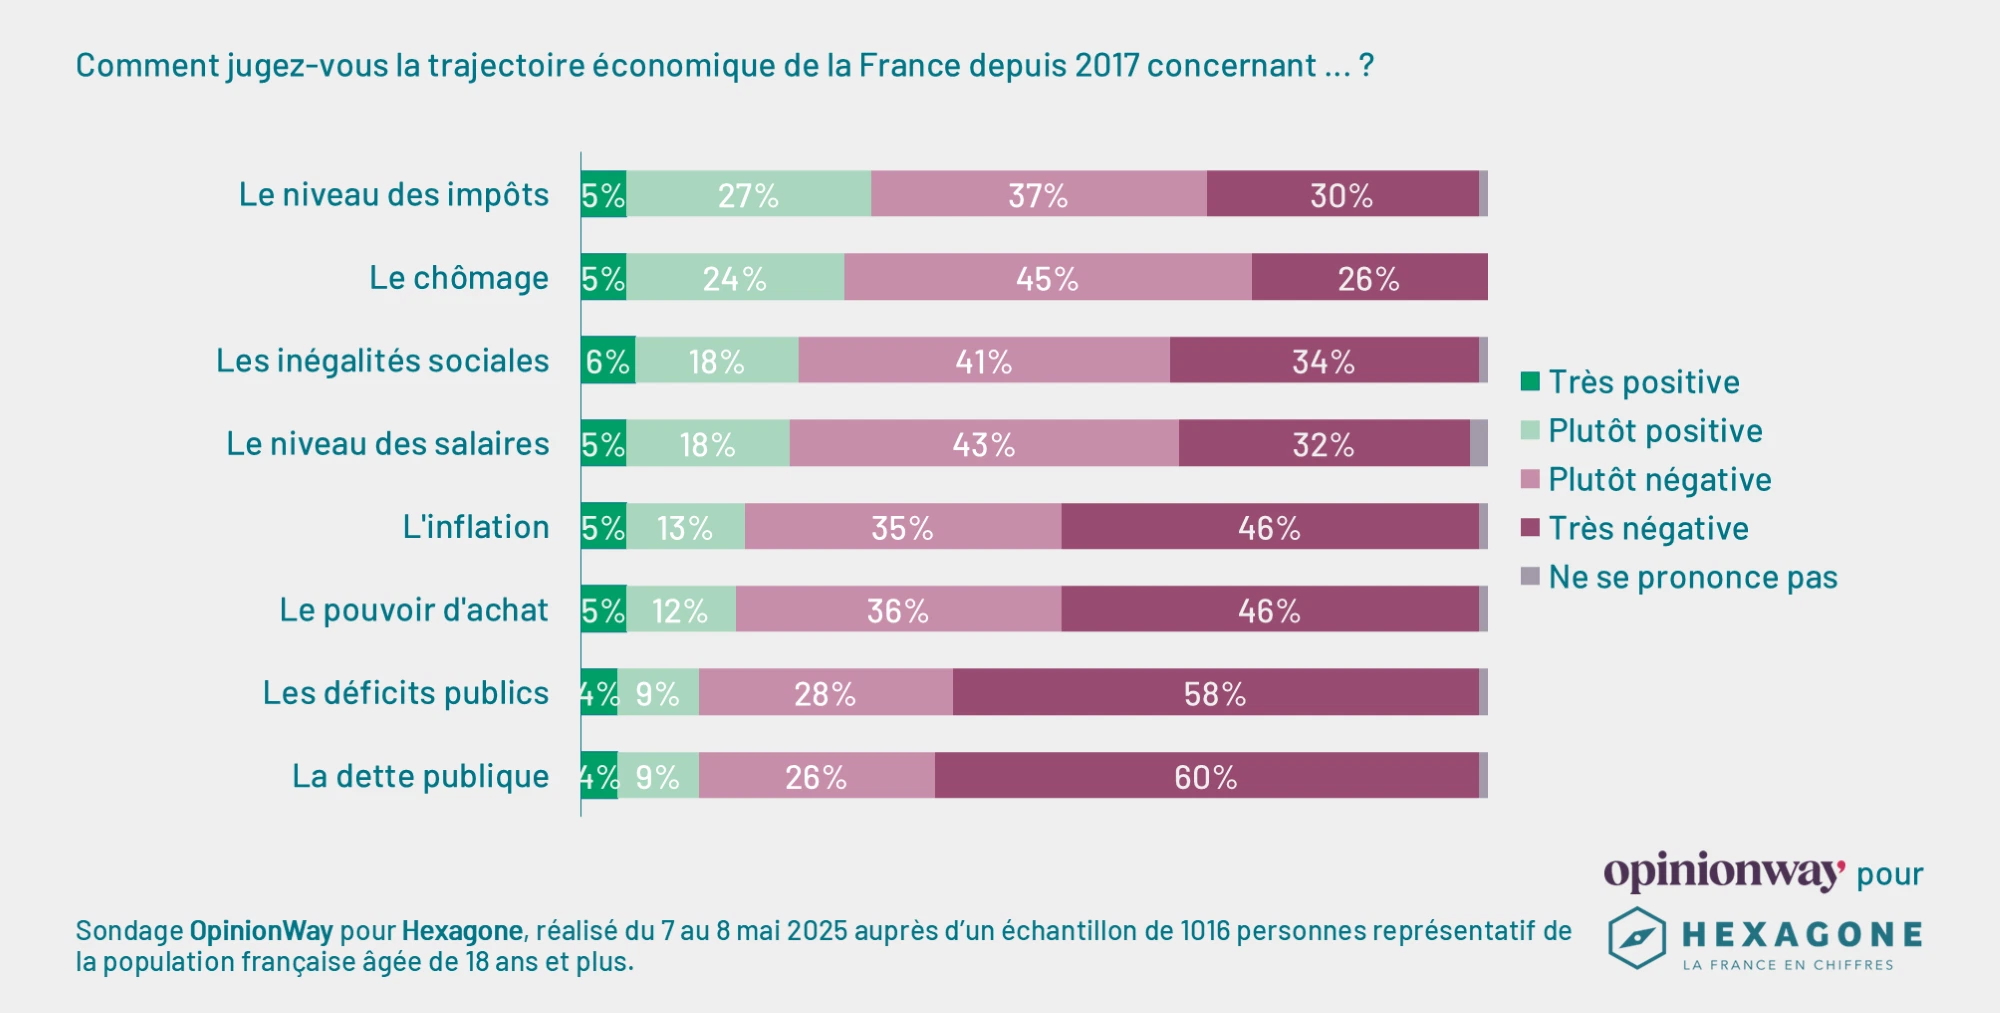 Comment jugez-vous la trajectoire économique de la France depuis 2017 concernant ... ?
Le niveau des impôts 5% 27% 37% 30%
Le chômage 5% 24% 45% 26%
Les inégalités sociales 6% 18% 41% 34%
Le niveau des salaires 5% 18% 43% 32%
L'inflation 5% 13% 35% 46%
Le pouvoir d'achat 5% 12% 36% 46%
Les déficits publics 4% 9% 28% 58%
La dette publique 4% 9% 26% 60%
Très positive
Plutôt positive
Plutôt négative
Très négative
Ne se prononce pas
opinionway pour
HEXAGONE
LA FRANCE EN CHIFFRES
Sondage OpinionWay pour Hexagone, réalisé du 7 au 8 mai 2025 auprès d’un échantillon de 1016 personnes représentatif de
la population française âgée de 18 ans et plus.